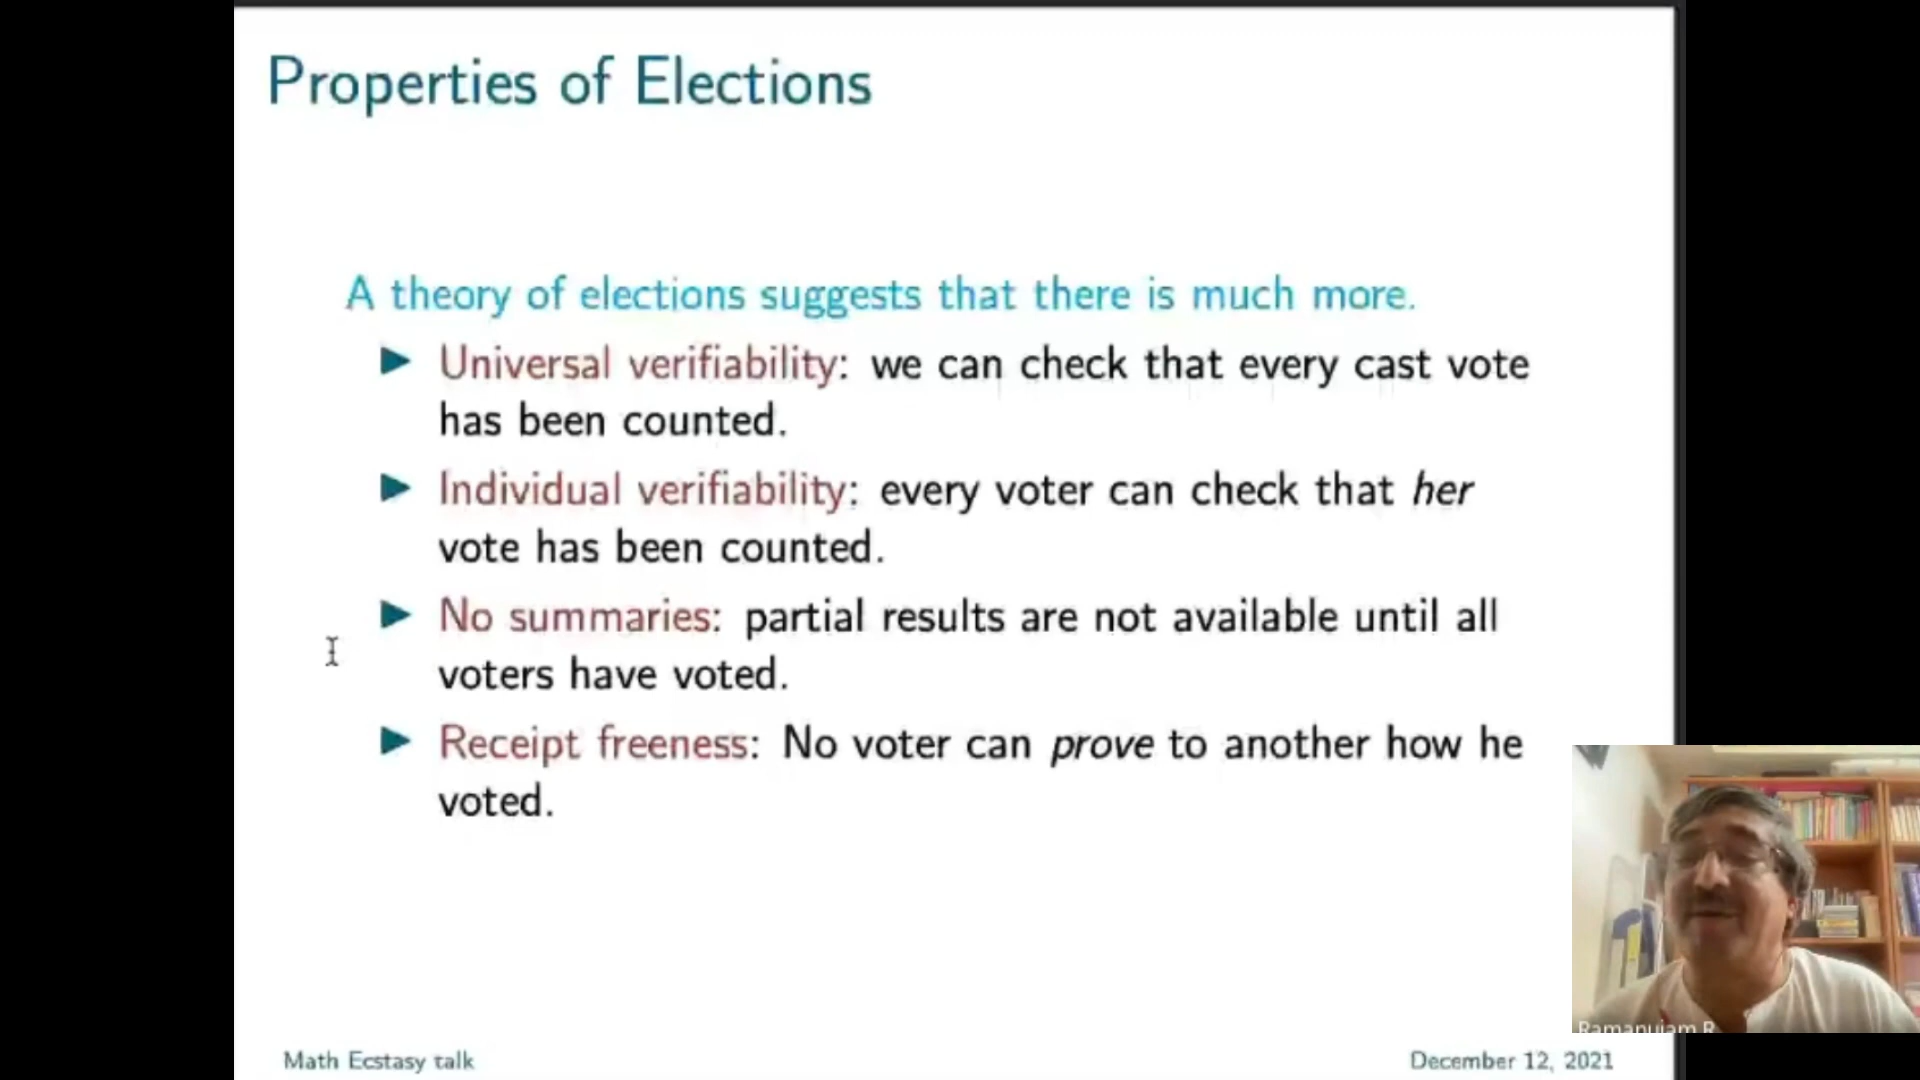 Properties of Elections
A theory of elections suggests that there is much more.
▶ Universal verifiability: we can check that every cast vote
has been counted.
▶ Individual verifiability: every voter can check that her
vote has been counted.
▶ No summaries: partial results are not available until all
voters have voted.
▶ Receipt freeness: No voter can prove to another how he
voted.
Ramanujam R
Math Ecstasy talk
December 12, 2021